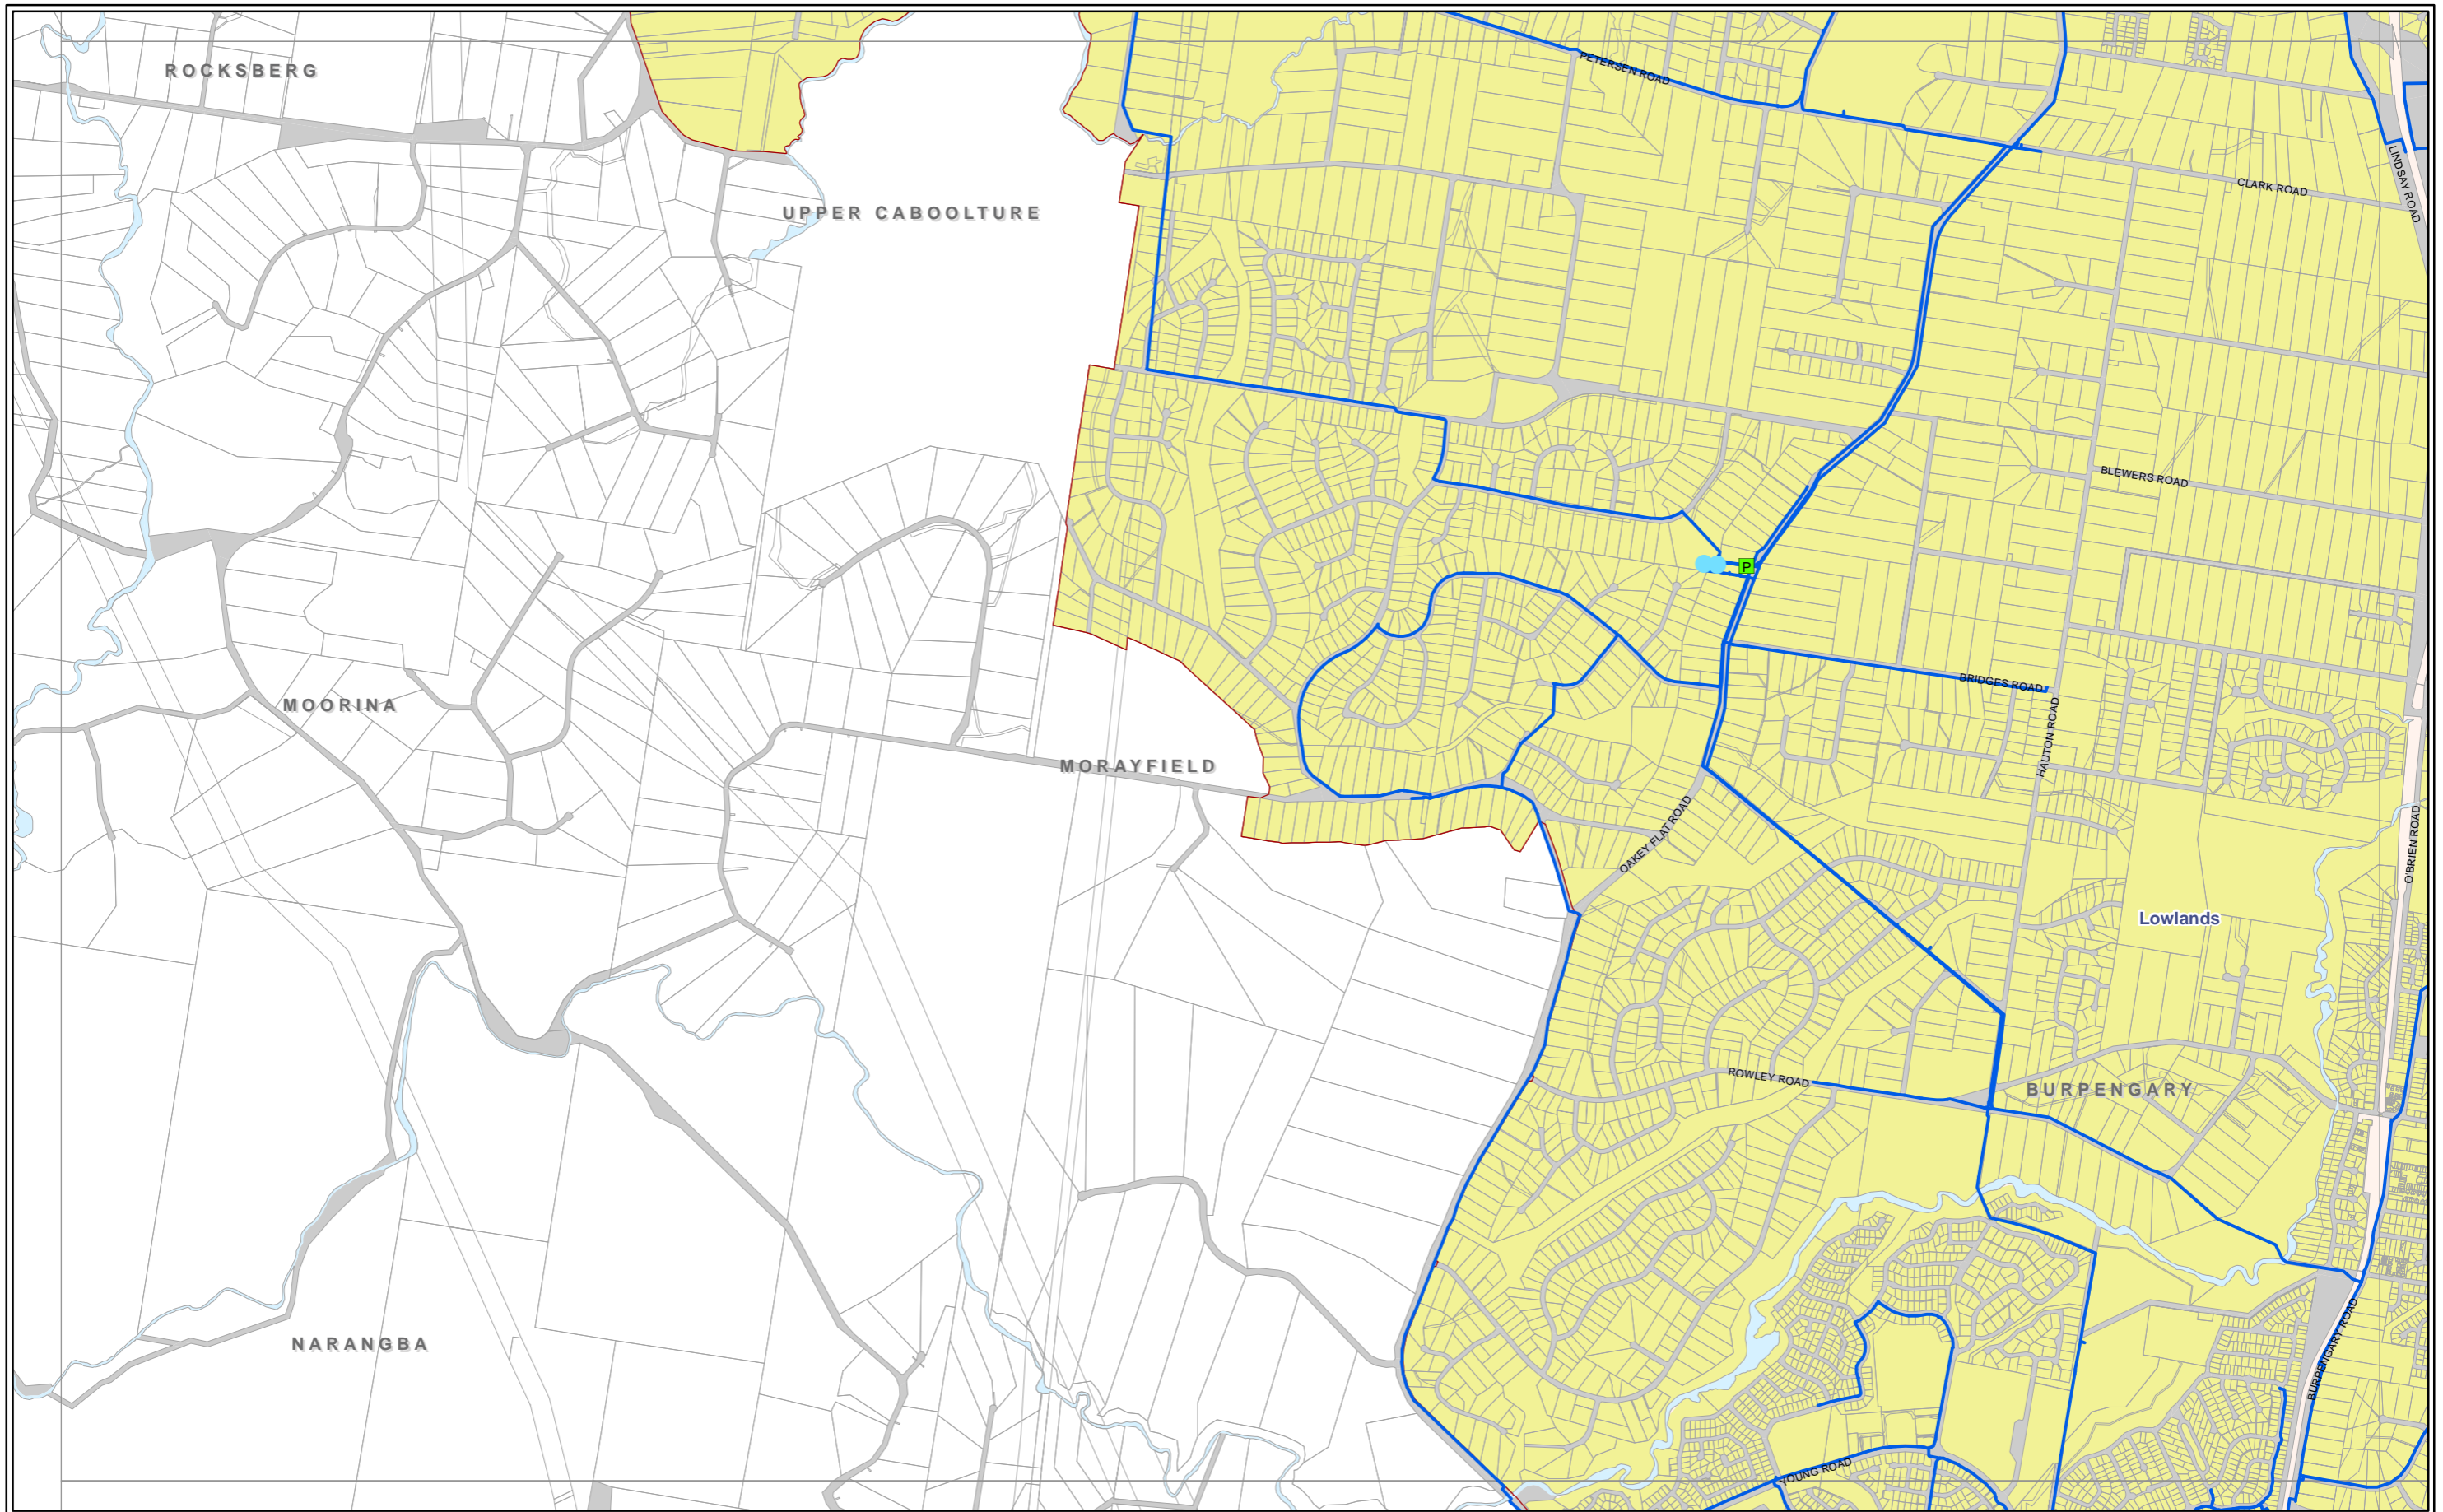 ROCKSBERG
PETERSEN ROAD
LINDSAY ROAD
CLARK ROAD
UPPER CABOOLTURE
BLEWERS ROAD
P
BRIDGES ROAD
MOORINA
HAUTON ROAD
MORAYFIELD
OAKEY FLAT ROAD
O'BRIEN ROAD
Lowlands
ROWLEY ROAD
BURPENGARY
NARANGBA
BURPENGARY ROAD
YOUNG ROAD